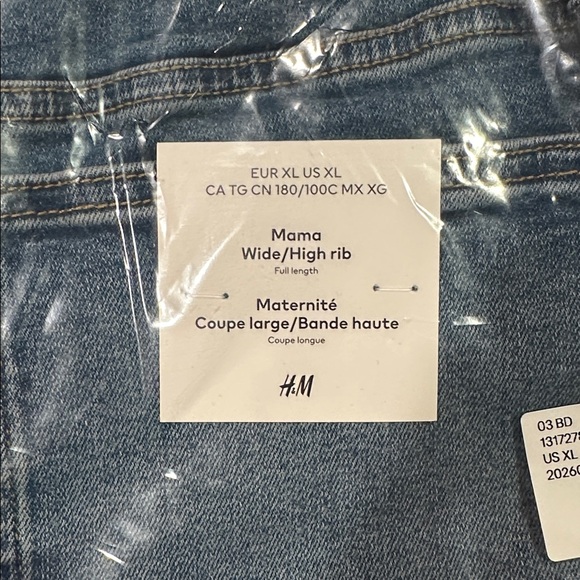 EUR XL US XL
CA TG CN 180/100C MX XG
Mama
Wide/High rib
Full length
Maternité
Coupe large/Bande haute
Coupe longue
H&M
03 BD
US XL